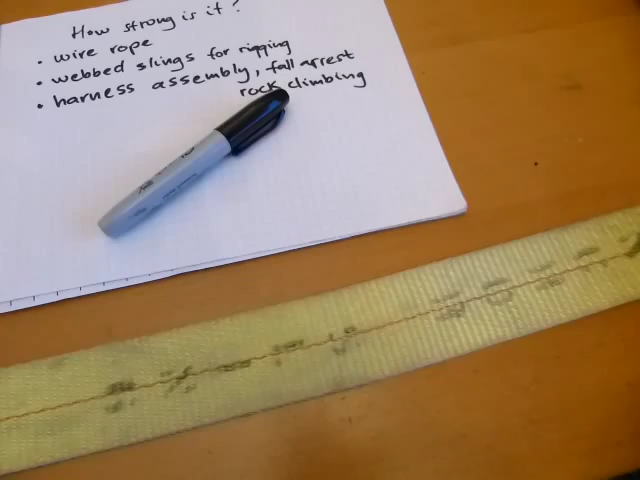 How strong is it?
• wire rope
• webbed slings for rigging
• harness assembly, fall arrest
rock climbing